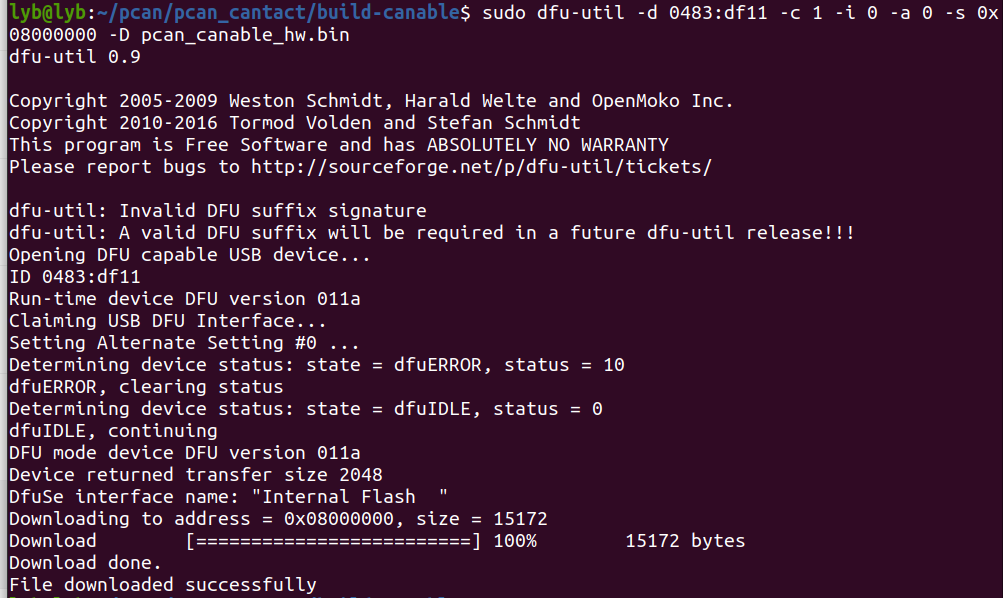 lyb@lyb:~/pcan/pcan_cantact/build-canable$ sudo dfu-util -d 0483:df11 -c 1 -i 0 -a 0 -s 0x
08000000 -D pcan_canable_hw.bin
dfu-util 0.9
Copyright 2005-2009 Weston Schmidt, Harald Welte and OpenMoko Inc.
Copyright 2010-2016 Tormod Volden and Stefan Schmidt
This program is Free Software and has ABSOLUTELY NO WARRANTY
Please report bugs to http://sourceforge.net/p/dfu-util/tickets/
dfu-util: Invalid DFU suffix signature
dfu-util: A valid DFU suffix will be required in a future dfu-util release!!!
Opening DFU capable USB device...
ID 0483:df11
Run-time device DFU version 011a
Claiming USB DFU Interface...
Setting Alternate Setting #0 ...
Determining device status: state = dfuERROR, status = 10
dfuERROR, clearing status
Determining device status: state = dfuIDLE, status = 0
dfuIDLE, continuing
DFU mode device DFU version 011a
Device returned transfer size 2048
DfuSe interface name: "Internal Flash  "
Downloading to address = 0x08000000, size = 15172
Download        [=========================] 100%        15172 bytes
Download done.
File downloaded successfully